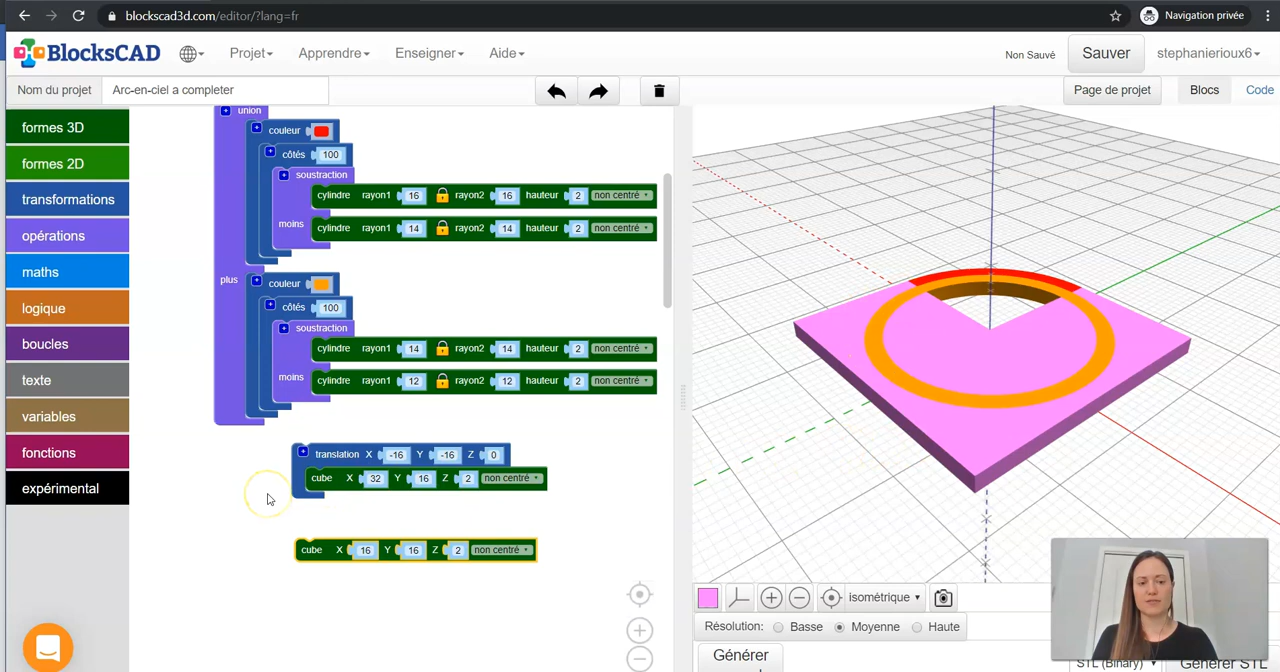 blockscad3d.com/editor/?lang=fr
Navigation privée
BlocksCAD
Projet
Apprendre
Enseigner
Aide
Non Sauvé
Sauver
stephanierioux6
Nom du projet
Arc-en-ciel a completer
Page de projet
Blocs
Code
formes 3D
formes 2D
transformations
opérations
maths
logique
boucles
texte
variables
fonctions
expérimental
union
couleur
côtés 100
soustraction
cylindre rayon1 16 rayon2 16 hauteur 2 non centré
moins cylindre rayon1 14 rayon2 14 hauteur 2 non centré
plus couleur
côtés 100
soustraction
cylindre rayon1 14 rayon2 14 hauteur 2 non centré
moins cylindre rayon1 12 rayon2 12 hauteur 2 non centré
translation X -16 Y -16 Z 0
cube X 32 Y 16 Z 2 non centré
cube X 16 Y 16 Z 2 non centré
isométrique
Résolution: Basse Moyenne Haute
Générer
STL (Binary)
Générer STL